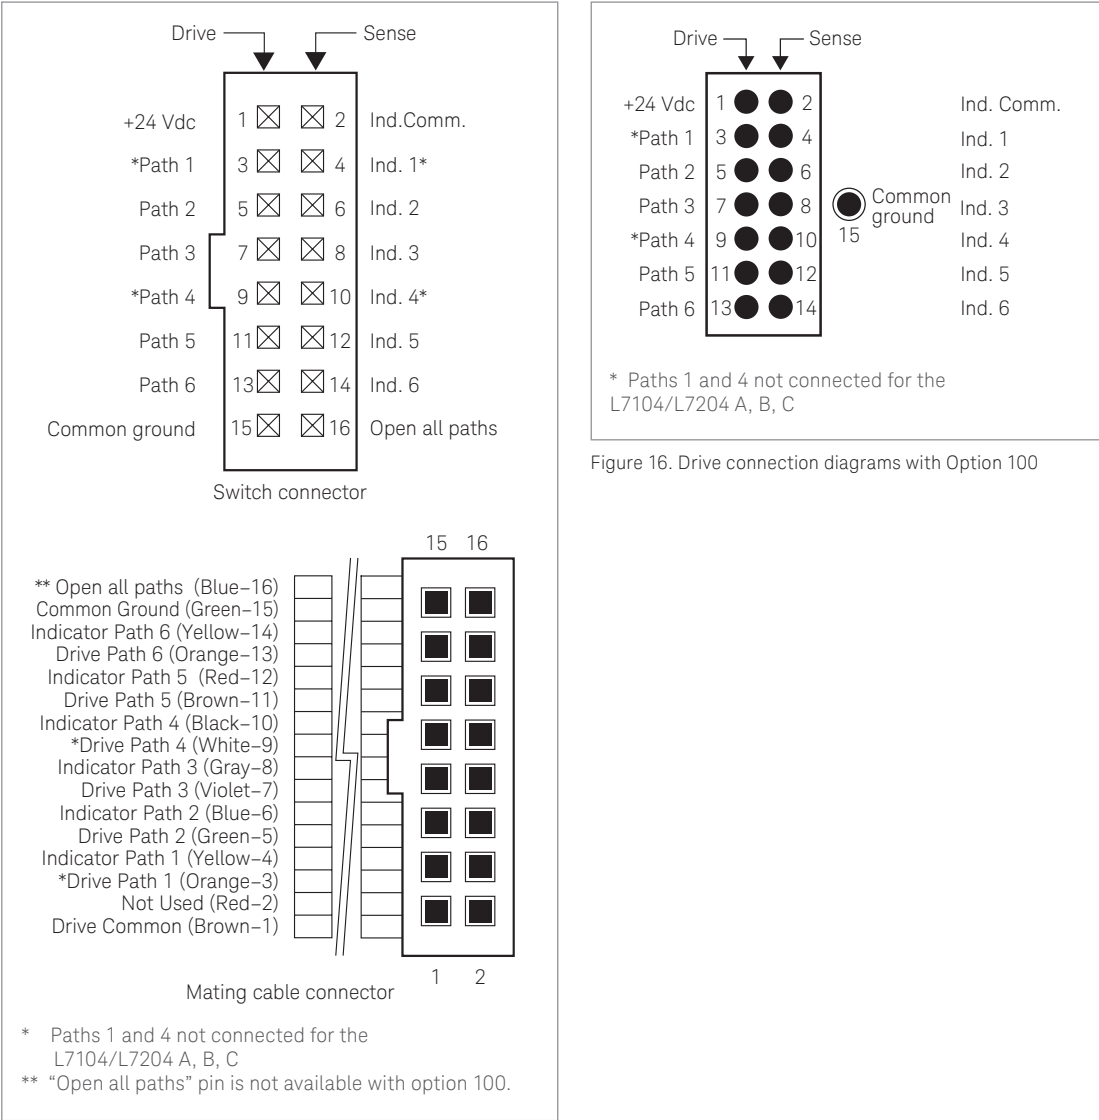 Drive Sense
+24 Vdc 1 2 Ind.Comm.
*Path 1 3 4 Ind. 1*
Path 2 5 6 Ind. 2
Path 3 7 8 Ind. 3
*Path 4 9 10 Ind. 4*
Path 5 11 12 Ind. 5
Path 6 13 14 Ind. 6
Common ground 15 16 Open all paths
Switch connector
15 16
** Open all paths (Blue–16)
Common Ground (Green–15)
Indicator Path 6 (Yellow–14)
Drive Path 6 (Orange–13)
Indicator Path 5 (Red–12)
Drive Path 5 (Brown–11)
Indicator Path 4 (Black–10)
*Drive Path 4 (White–9)
Indicator Path 3 (Gray–8)
Drive Path 3 (Violet–7)
Indicator Path 2 (Blue–6)
Drive Path 2 (Green–5)
Indicator Path 1 (Yellow–4)
*Drive Path 1 (Orange–3)
Not Used (Red–2)
Drive Common (Brown–1)
1 2
Mating cable connector
* Paths 1 and 4 not connected for the
L7104/L7204 A, B, C
** “Open all paths” pin is not available with option 100.
Drive Sense
+24 Vdc 1 2 Ind. Comm.
*Path 1 3 4 Ind. 1
Path 2 5 6 Ind. 2
Path 3 7 8 Ind. 3
Common
ground
15
*Path 4 9 10 Ind. 4
Path 5 11 12 Ind. 5
Path 6 13 14 Ind. 6
* Paths 1 and 4 not connected for the
L7104/L7204 A, B, C
Figure 16. Drive connection diagrams with Option 100